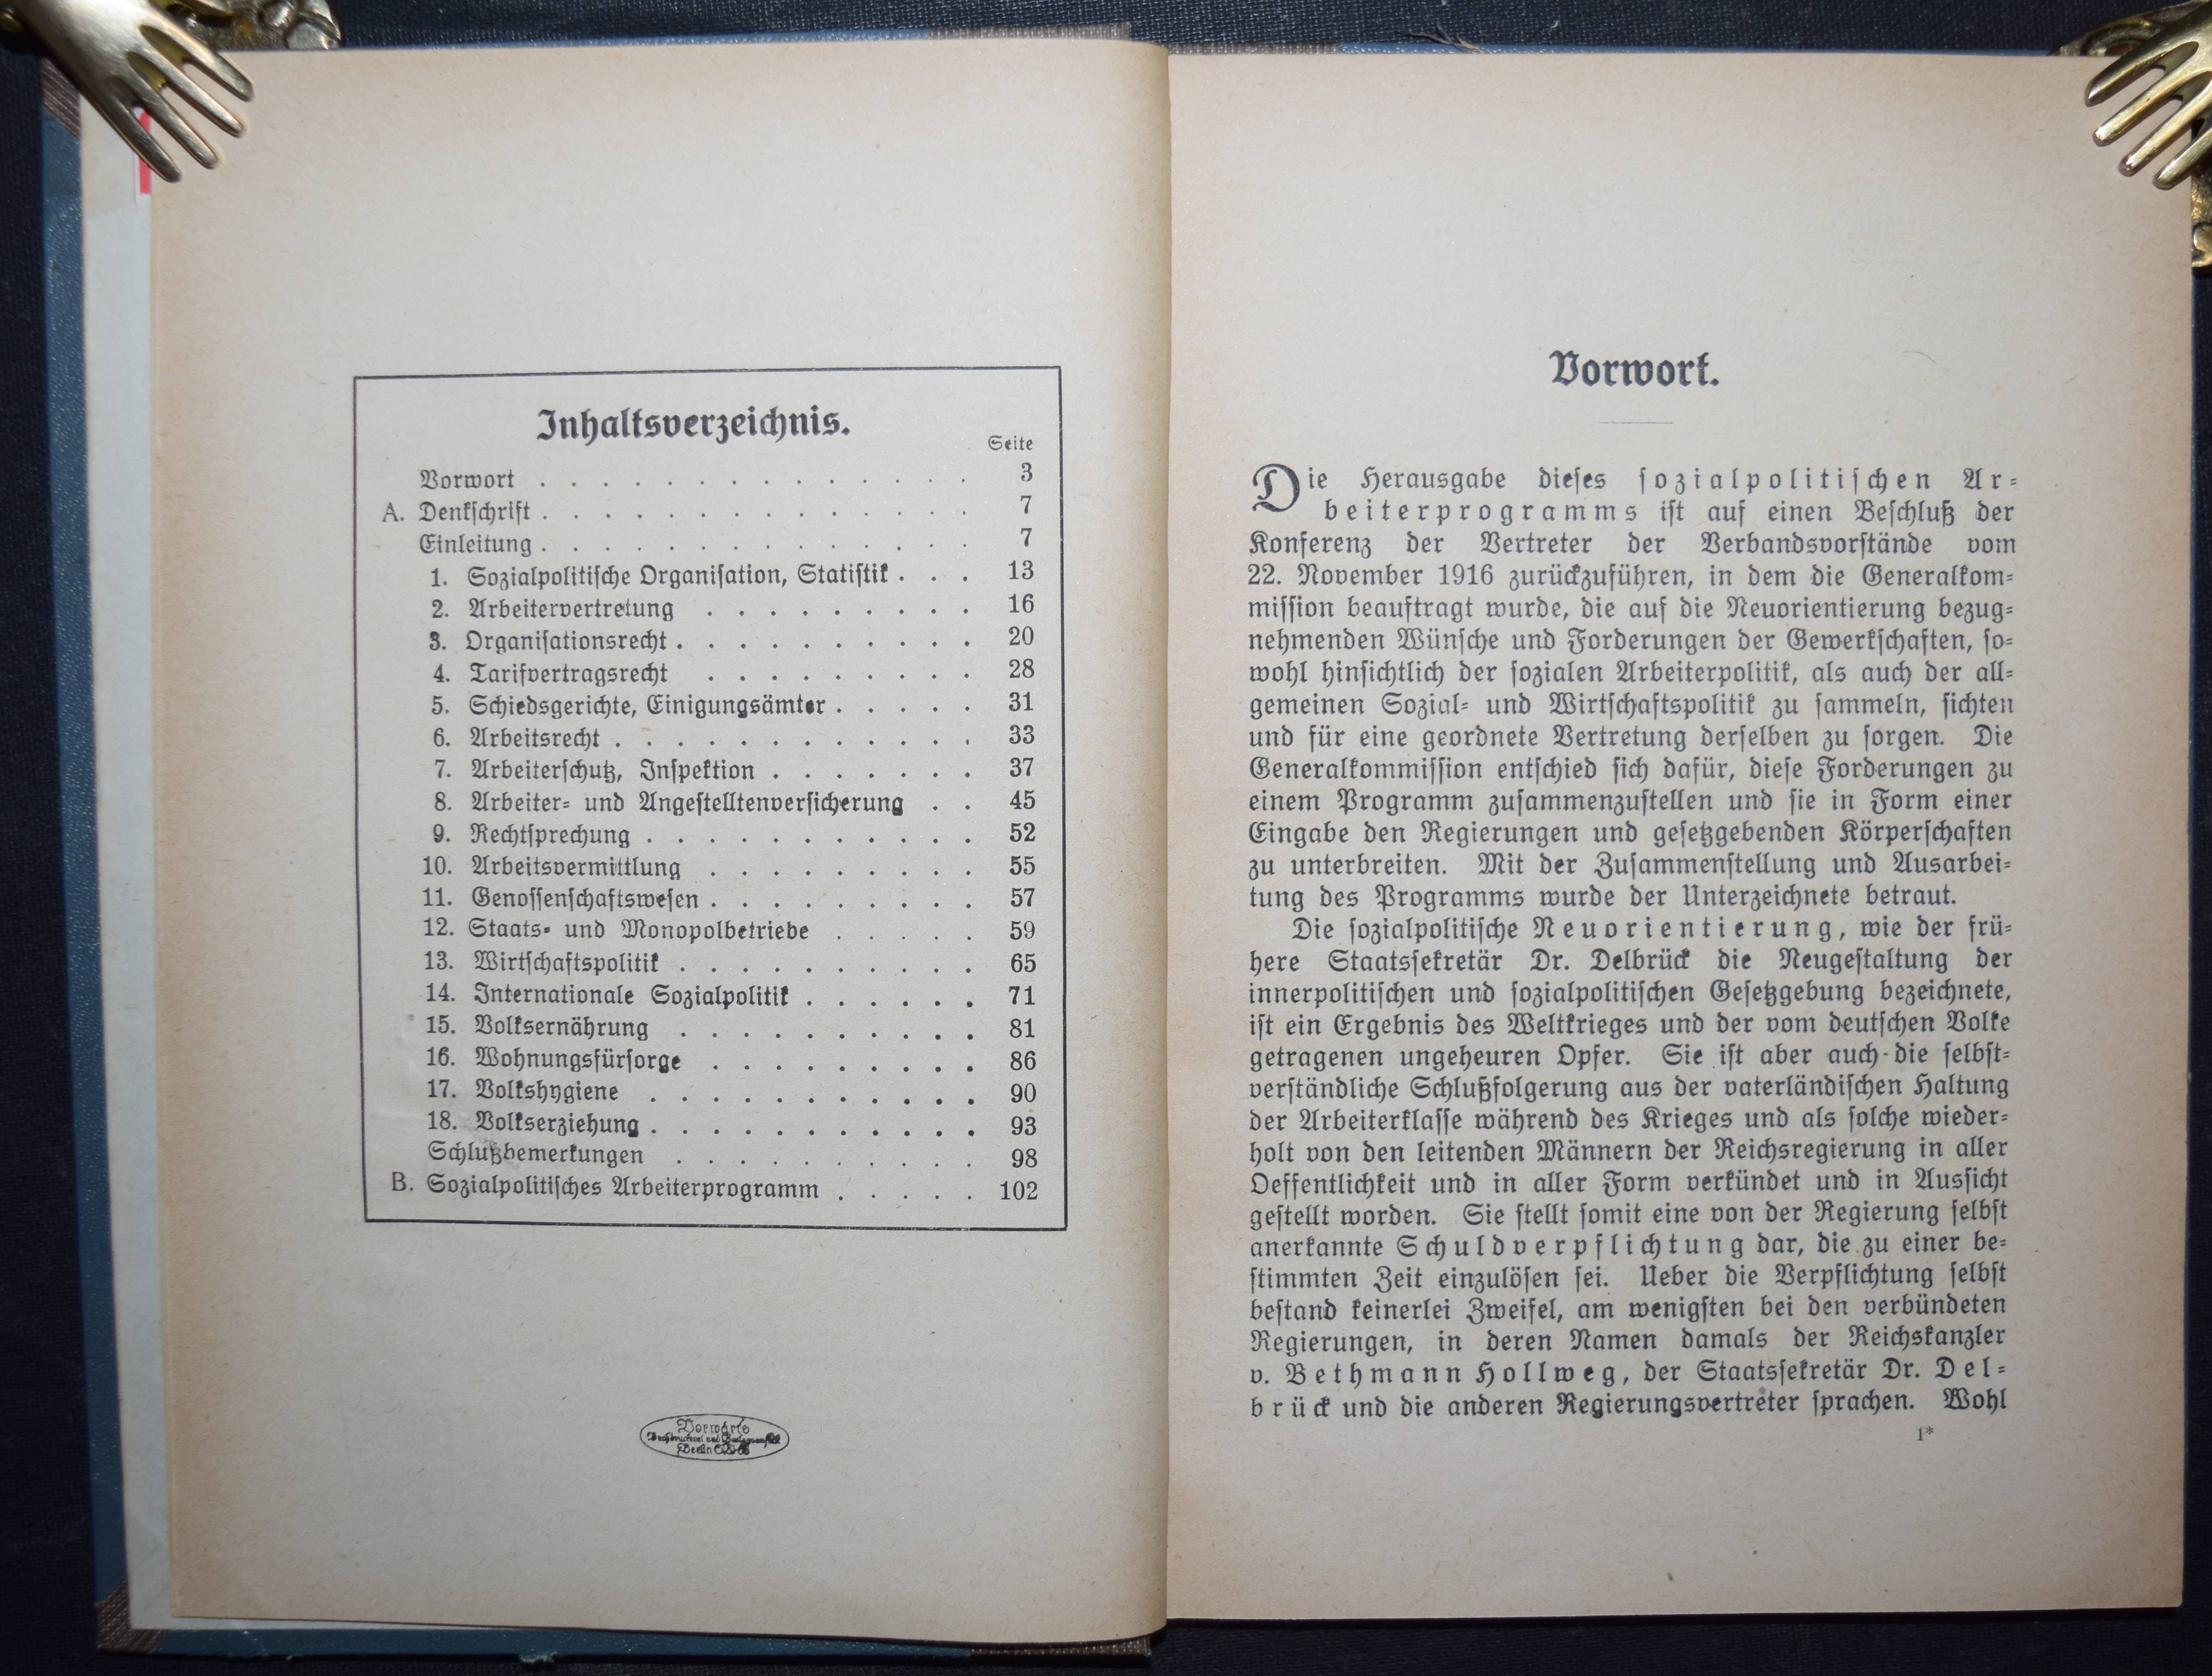 Inhaltsverzeichnis.
Seite
Vorwort . . . . . . . . . . . . . . 3
A. Denkschrift . . . . . . . . . . . . . . 7
Einleitung . . . . . . . . . . . . . . 7
1. Sozialpolitische Organisation, Statistik . . . 13
2. Arbeitervertretung . . . . . . . . . 16
3. Organisationsrecht . . . . . . . . . . 20
4. Tarifvertragsrecht . . . . . . . . . 28
5. Schiedsgerichte, Einigungsämter . . . . . 31
6. Arbeitsrecht . . . . . . . . . . . . 33
7. Arbeiterschutz, Inspektion . . . . . . . 37
8. Arbeiter- und Angestelltenversicherung . . 45
9. Rechtsprechung . . . . . . . . . . . 52
10. Arbeitsvermittlung . . . . . . . . . 55
11. Genossenschaftswesen . . . . . . . . . 57
12. Staats- und Monopolbetriebe . . . . . 59
13. Wirtschaftspolitik . . . . . . . . . . 65
14. Internationale Sozialpolitik . . . . . . 71
15. Volksernährung . . . . . . . . . . 81
16. Wohnungsfürsorge . . . . . . . . . 86
17. Volkshygiene . . . . . . . . . . . 90
18. Volkserziehung . . . . . . . . . . . 93
Schlußbemerkungen . . . . . . . . . . 98
B. Sozialpolitisches Arbeiterprogramm . . . . . 102
Vorwärts
Berlin
Vorwort.
Die Herausgabe dieses sozialpolitischen Ar-
beiterprogramms ist auf einen Beschluß der
Konferenz der Vertreter der Verbandsvorstände vom
22. November 1916 zurückzuführen, in dem die Generalkom-
mission beauftragt wurde, die auf die Neuorientierung bezug-
nehmenden Wünsche und Forderungen der Gewerkschaften, so-
wohl hinsichtlich der sozialen Arbeiterpolitik, als auch der all-
gemeinen Sozial- und Wirtschaftspolitik zu sammeln, sichten
und für eine geordnete Vertretung derselben zu sorgen. Die
Generalkommission entschied sich dafür, diese Forderungen zu
einem Programm zusammenzustellen und sie in Form einer
Eingabe den Regierungen und gesetzgebenden Körperschaften
zu unterbreiten. Mit der Zusammenstellung und Ausarbei-
tung des Programms wurde der Unterzeichnete betraut.
Die sozialpolitische Neuorientierung, wie der frü-
here Staatssekretär Dr. Delbrück die Neugestaltung der
innerpolitischen und sozialpolitischen Gesetzgebung bezeichnete,
ist ein Ergebnis des Weltkrieges und der vom deutschen Volke
getragenen ungeheuren Opfer. Sie ist aber auch die selbst-
verständliche Schlußfolgerung aus der vaterländischen Haltung
der Arbeiterklasse während des Krieges und als solche wieder-
holt von den leitenden Männern der Reichsregierung in aller
Oeffentlichkeit und in aller Form verkündet und in Aussicht
gestellt worden. Sie stellt somit eine von der Regierung selbst
anerkannte Schuldverpflichtung dar, die zu einer be-
stimmten Zeit einzulösen sei. Ueber die Verpflichtung selbst
bestand keinerlei Zweifel, am wenigsten bei den verbündeten
Regierungen, in deren Namen damals der Reichskanzler
v. Bethmann Hollweg, der Staatssekretär Dr. Del-
brück und die anderen Regierungsvertreter sprachen. Wohl
1*